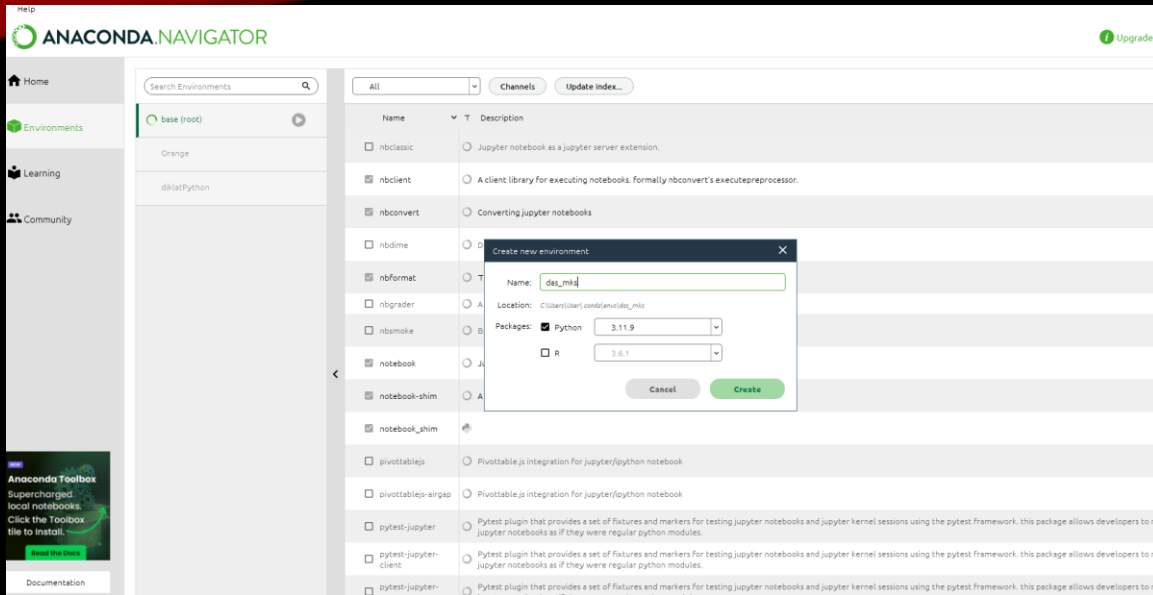 Help
ANACONDA.NAVIGATOR
Upgrade
Home
Environments
Learning
Community
Search Environments
base (root)
Orange
diklatPython
All
Channels
Update index...
Name
T
Description
nbclassic
Jupyter notebook as a jupyter server extension.
nbclient
A client library for executing notebooks. formally nbconvert's executepreprocessor.
nbconvert
Converting jupyter notebooks
nbdime
D
nbformat
T
nbgrader
A
nbsmoke
B
notebook
Ju
notebook-shim
A
notebook_shim
pivottablejs
Pivottable.js integration for jupyter/ipython notebook
pivottablejs-airgap
Pivottable.js integration for jupyter/ipython notebook
pytest-jupyter
Pytest plugin that provides a set of fixtures and markers for testing jupyter notebooks and jupyter kernel sessions using the pytest framework. this package allows developers to
jupyter notebooks as if they were regular python modules.
pytest-jupyter-
client
Pytest plugin that provides a set of fixtures and markers for testing jupyter notebooks and jupyter kernel sessions using the pytest framework. this package allows developers to
jupyter notebooks as if they were regular python modules.
pytest-jupyter-
Pytest plugin that provides a set of fixtures and markers for testing jupyter notebooks and jupyter kernel sessions using the pytest framework. this package allows developers to
Create new environment
Name:
das_mks
Location:
C:\Users\User\.conda\envs\das_mks
Packages:
Python
3.11.9
R
3.6.1
Cancel
Create
NEW
Anaconda Toolbox
Supercharged
local notebooks.
Click the Toolbox
tile to install.
Read the Docs
Documentation